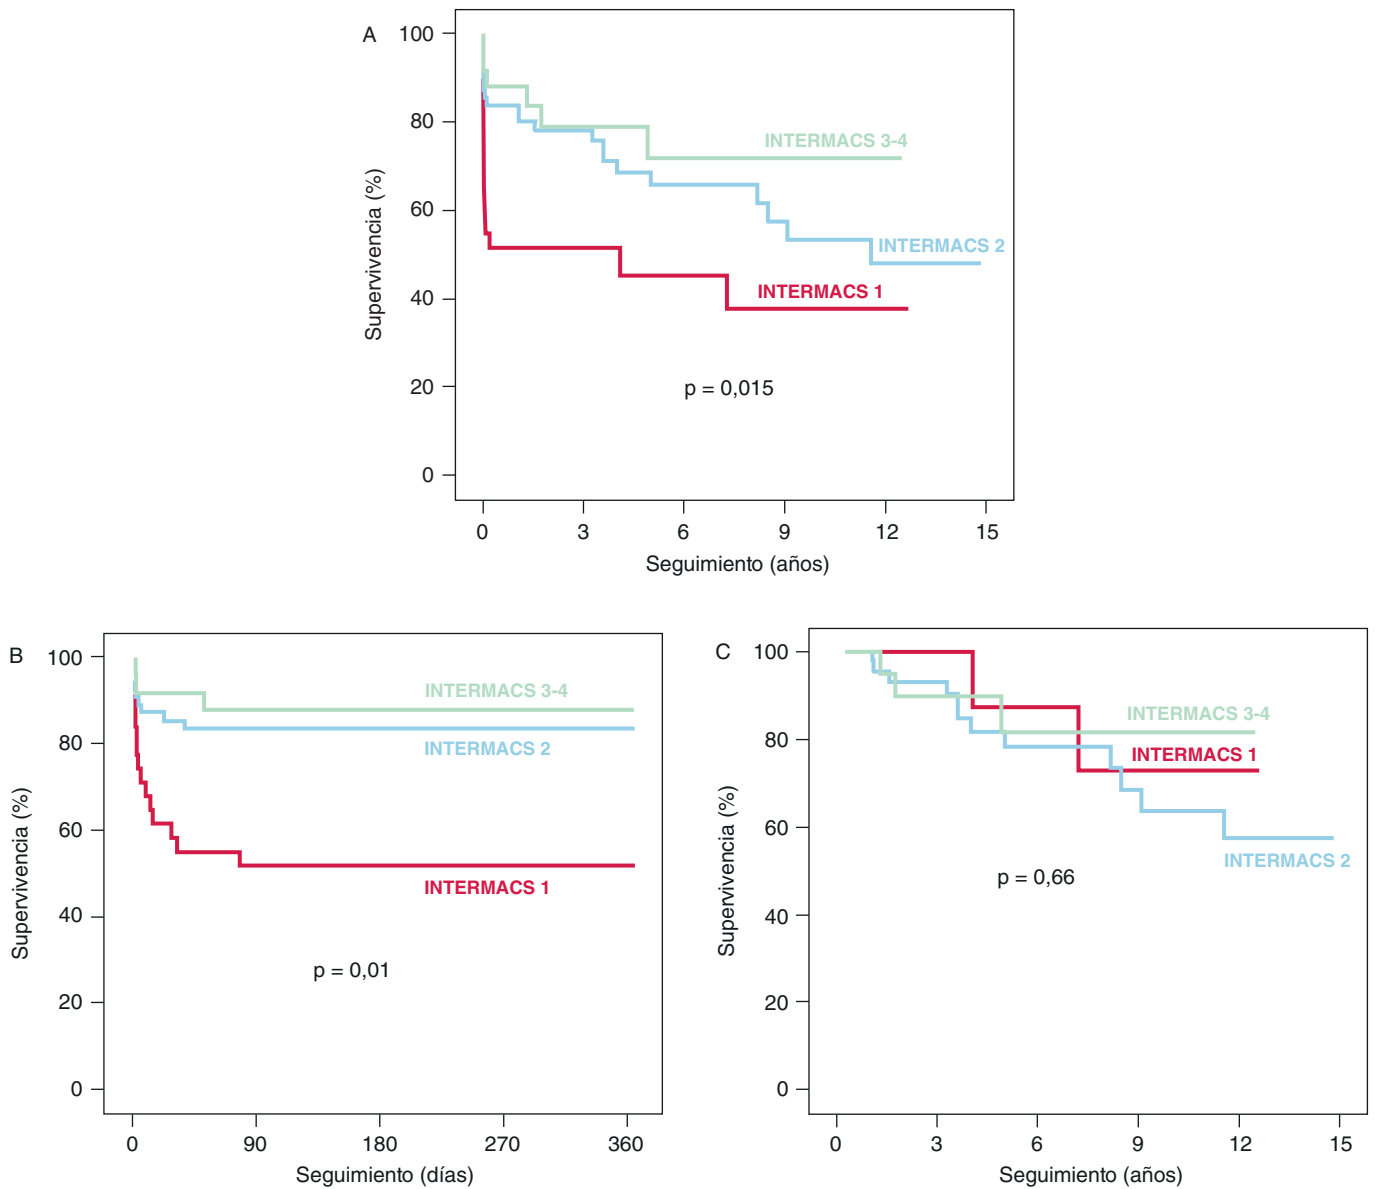 A
100
80
60
40
20
0
Supervivencia (%)
INTERMACS 3-4
INTERMACS 2
INTERMACS 1
p = 0,015
0 3 6 9 12 15
Seguimiento (años)
B
100
80
60
40
20
0
Supervivencia (%)
INTERMACS 3-4
INTERMACS 2
INTERMACS 1
p = 0,01
0 90 180 270 360
Seguimiento (días)
C
100
80
60
40
20
0
Supervivencia (%)
INTERMACS 3-4
INTERMACS 1
INTERMACS 2
p = 0,66
0 3 6 9 12 15
Seguimiento (años)